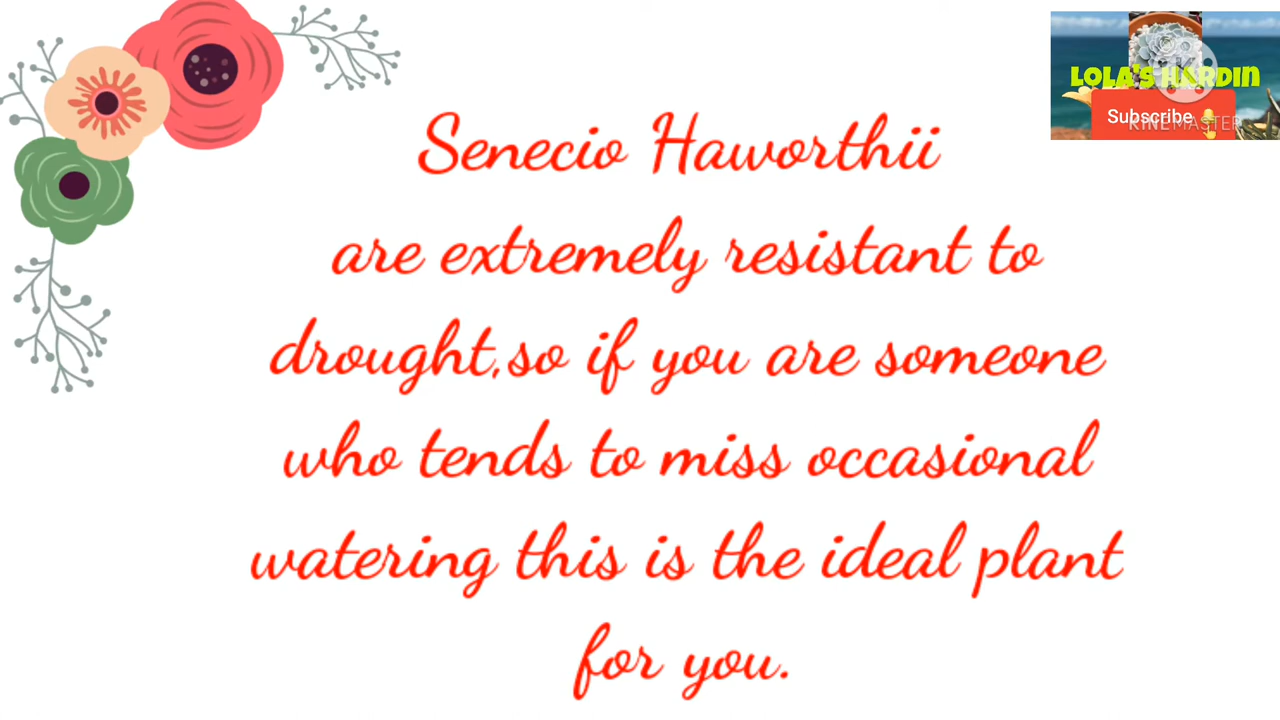 LOLA'S HARDIN
Subscribe
KINEMASTER
Senecio Haworthii
are extremely resistant to
drought,so if you are someone
who tends to miss occasional
watering this is the ideal plant
for you.